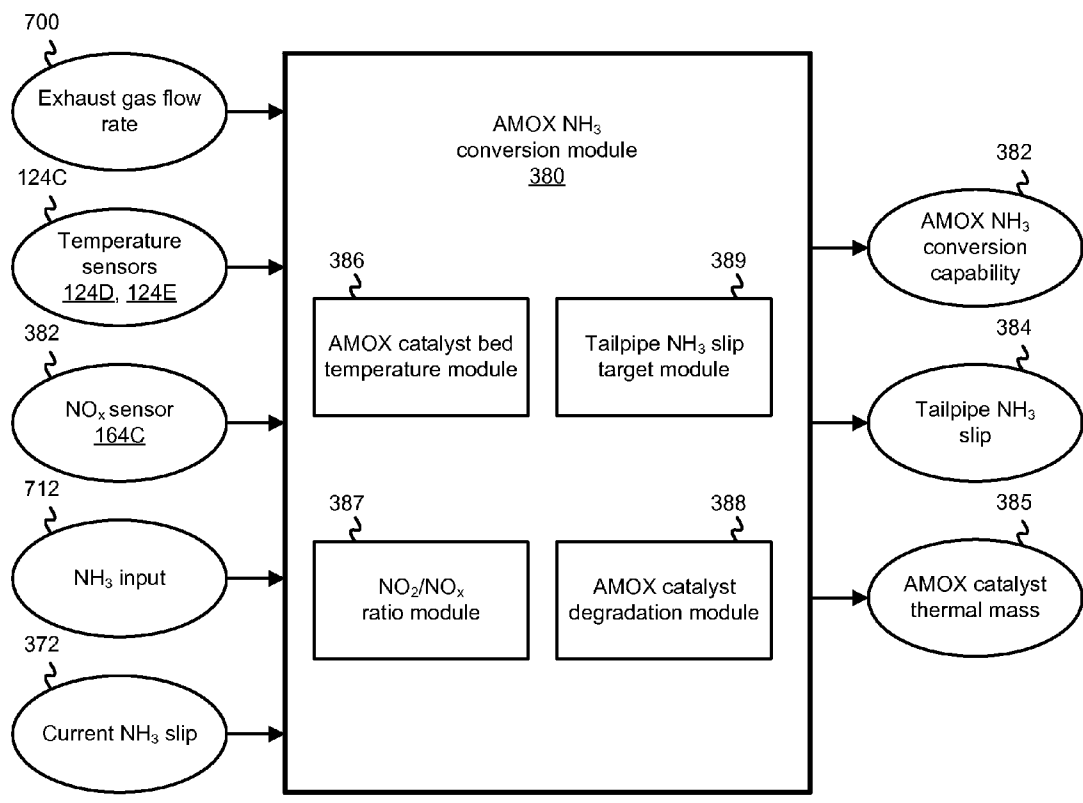 700
Exhaust gas flow
rate
124C
Temperature
sensors
124D, 124E
382
NOx sensor
164C
712
NH3 input
372
Current NH3 slip
AMOX NH3
conversion module
380
386
AMOX catalyst bed
temperature module
389
Tailpipe NH3 slip
target module
387
NO2/NOx
ratio module
388
AMOX catalyst
degradation module
382
AMOX NH3
conversion
capability
384
Tailpipe NH3
slip
385
AMOX catalyst
thermal mass